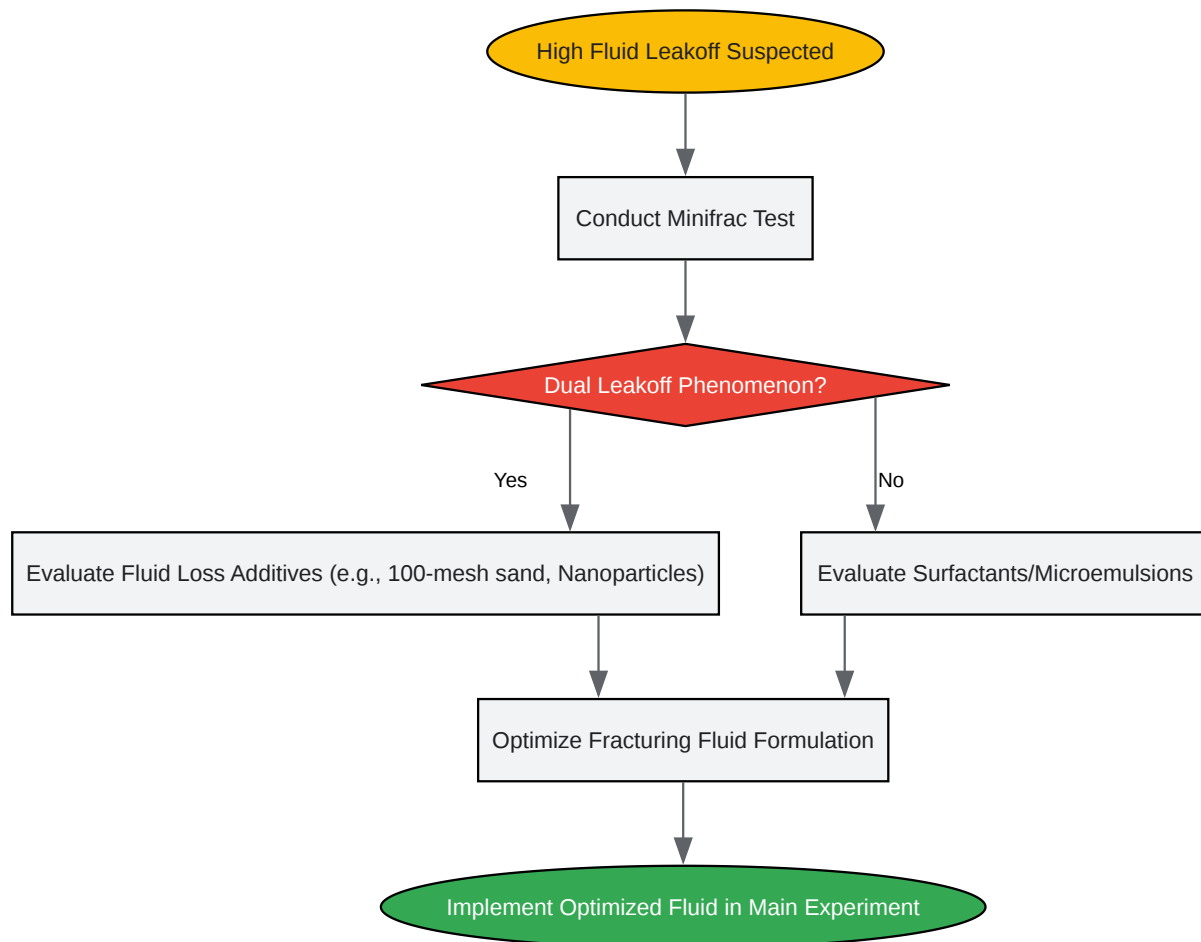 High Fluid Leakoff Suspected
Conduct Minifrac Test
Dual Leakoff Phenomenon?
Yes
No
Evaluate Fluid Loss Additives (e.g., 100-mesh sand, Nanoparticles)
Evaluate Surfactants/Microemulsions
Optimize Fracturing Fluid Formulation
Implement Optimized Fluid in Main Experiment